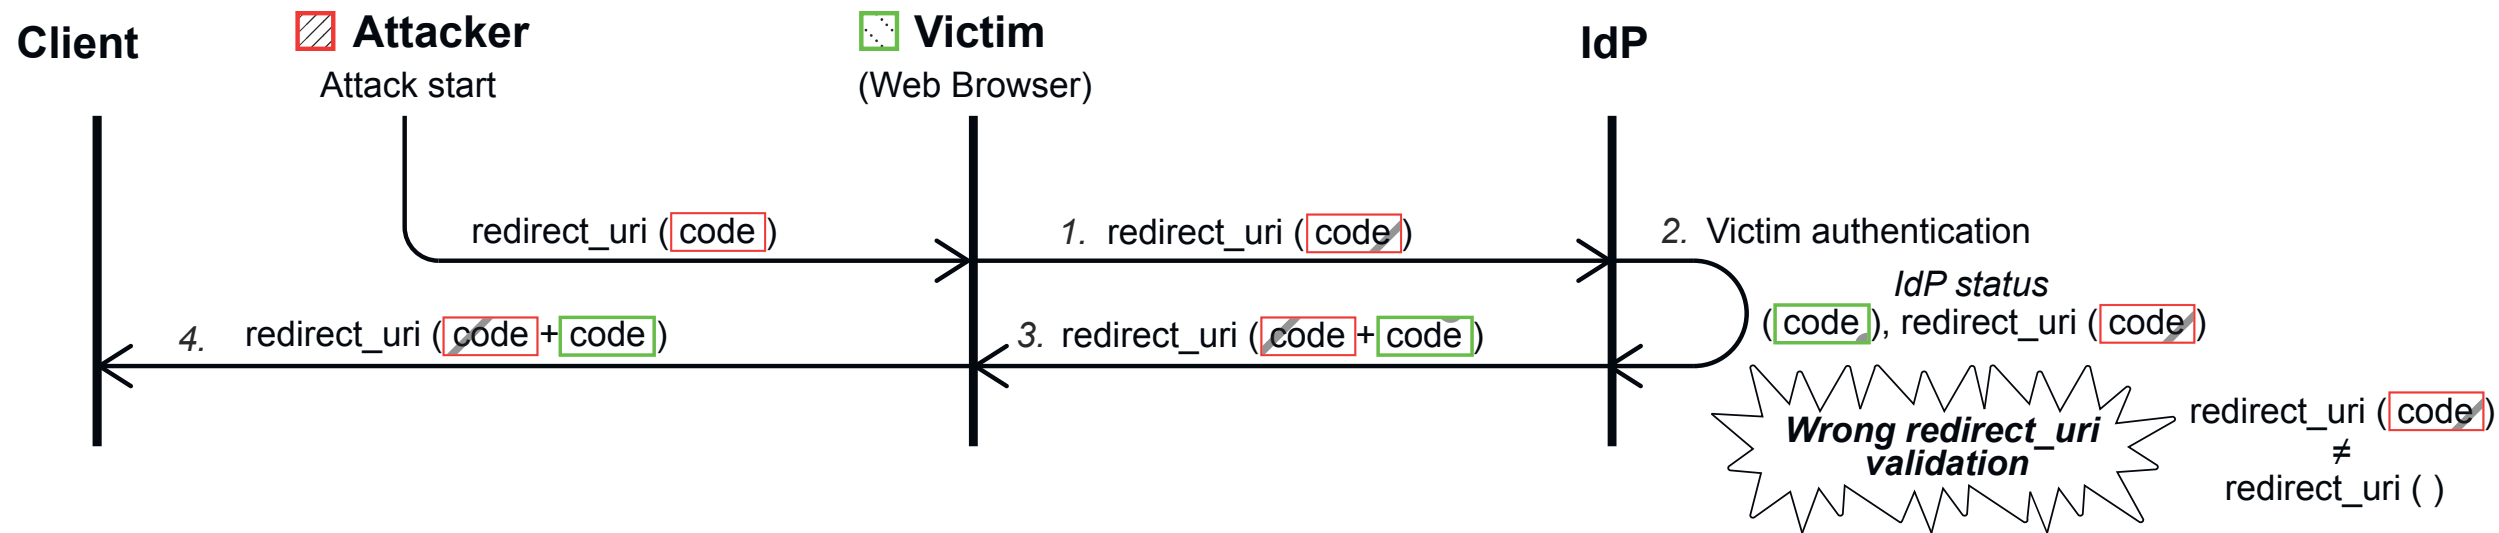 Client
Attacker
Attack start
Victim
(Web Browser)
IdP
redirect_uri (code)
1. redirect_uri (code)
2. Victim authentication
IdP status
(code), redirect_uri (code)
4. redirect_uri (code+code)
3. redirect_uri (code+code)
Wrong redirect_uri
validation
redirect_uri (code)
≠
redirect_uri ( )